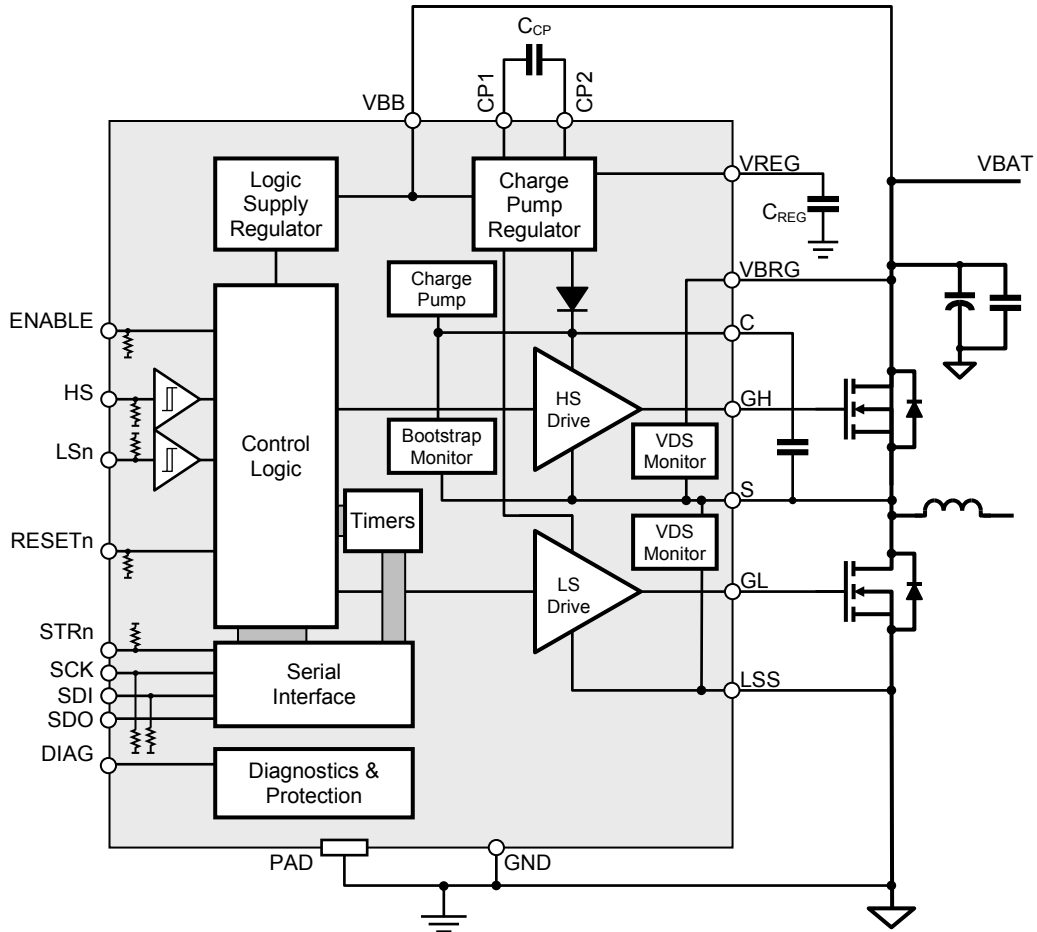 C_CP
VBB
CP1
CP2
Logic
Supply
Regulator
Charge
Pump
Regulator
VREG
VBAT
C_REG
Charge
Pump
VBRG
ENABLE
C
HS
HS
Drive
GH
LSn
Control
Logic
Bootstrap
Monitor
VDS
Monitor
S
Timers
VDS
Monitor
RESETn
LS
Drive
GL
STRn
SCK
SDI
SDO
Serial
Interface
LSS
DIAG
Diagnostics &
Protection
PAD
GND